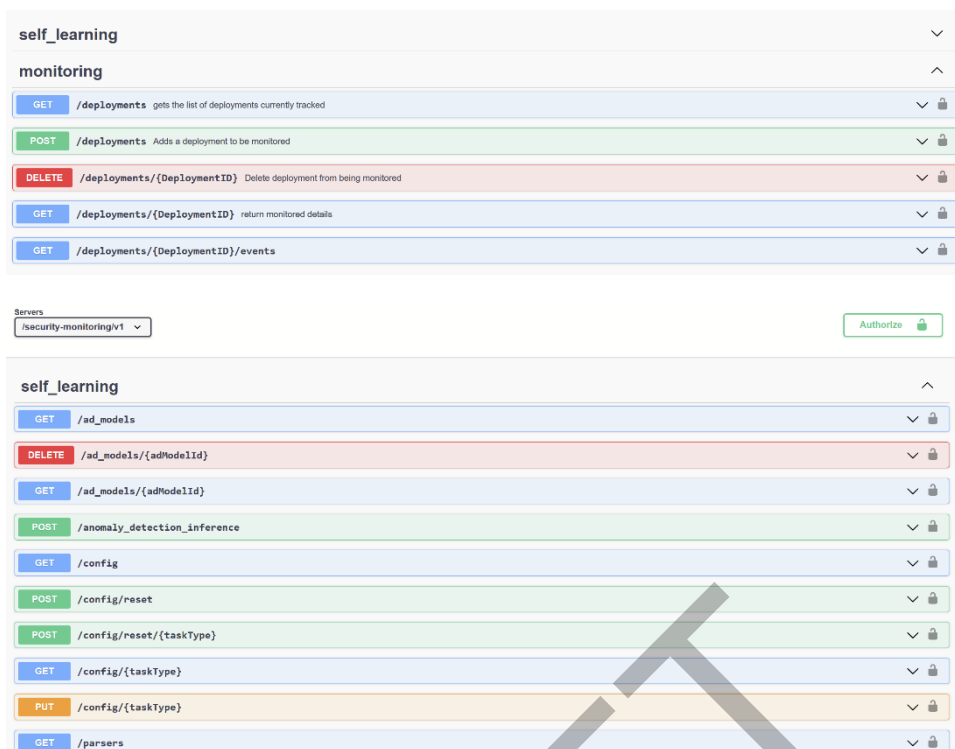 self_learning
monitoring
GET /deployments gets the list of deployments currently tracked
POST /deployments Adds a deployment to be monitored
DELETE /deployments/{DeploymentID} Delete deployment from being monitored
GET /deployments/{DeploymentID} return monitored details
GET /deployments/{DeploymentID}/events
Servers
/security-monitoring/v1
Authorize
self_learning
GET /ad_models
DELETE /ad_models/{adModelId}
GET /ad_models/{adModelId}
POST /anomaly_detection_inference
GET /config
POST /config/reset
POST /config/reset/{taskType}
GET /config/{taskType}
PUT /config/{taskType}
GET /parsers